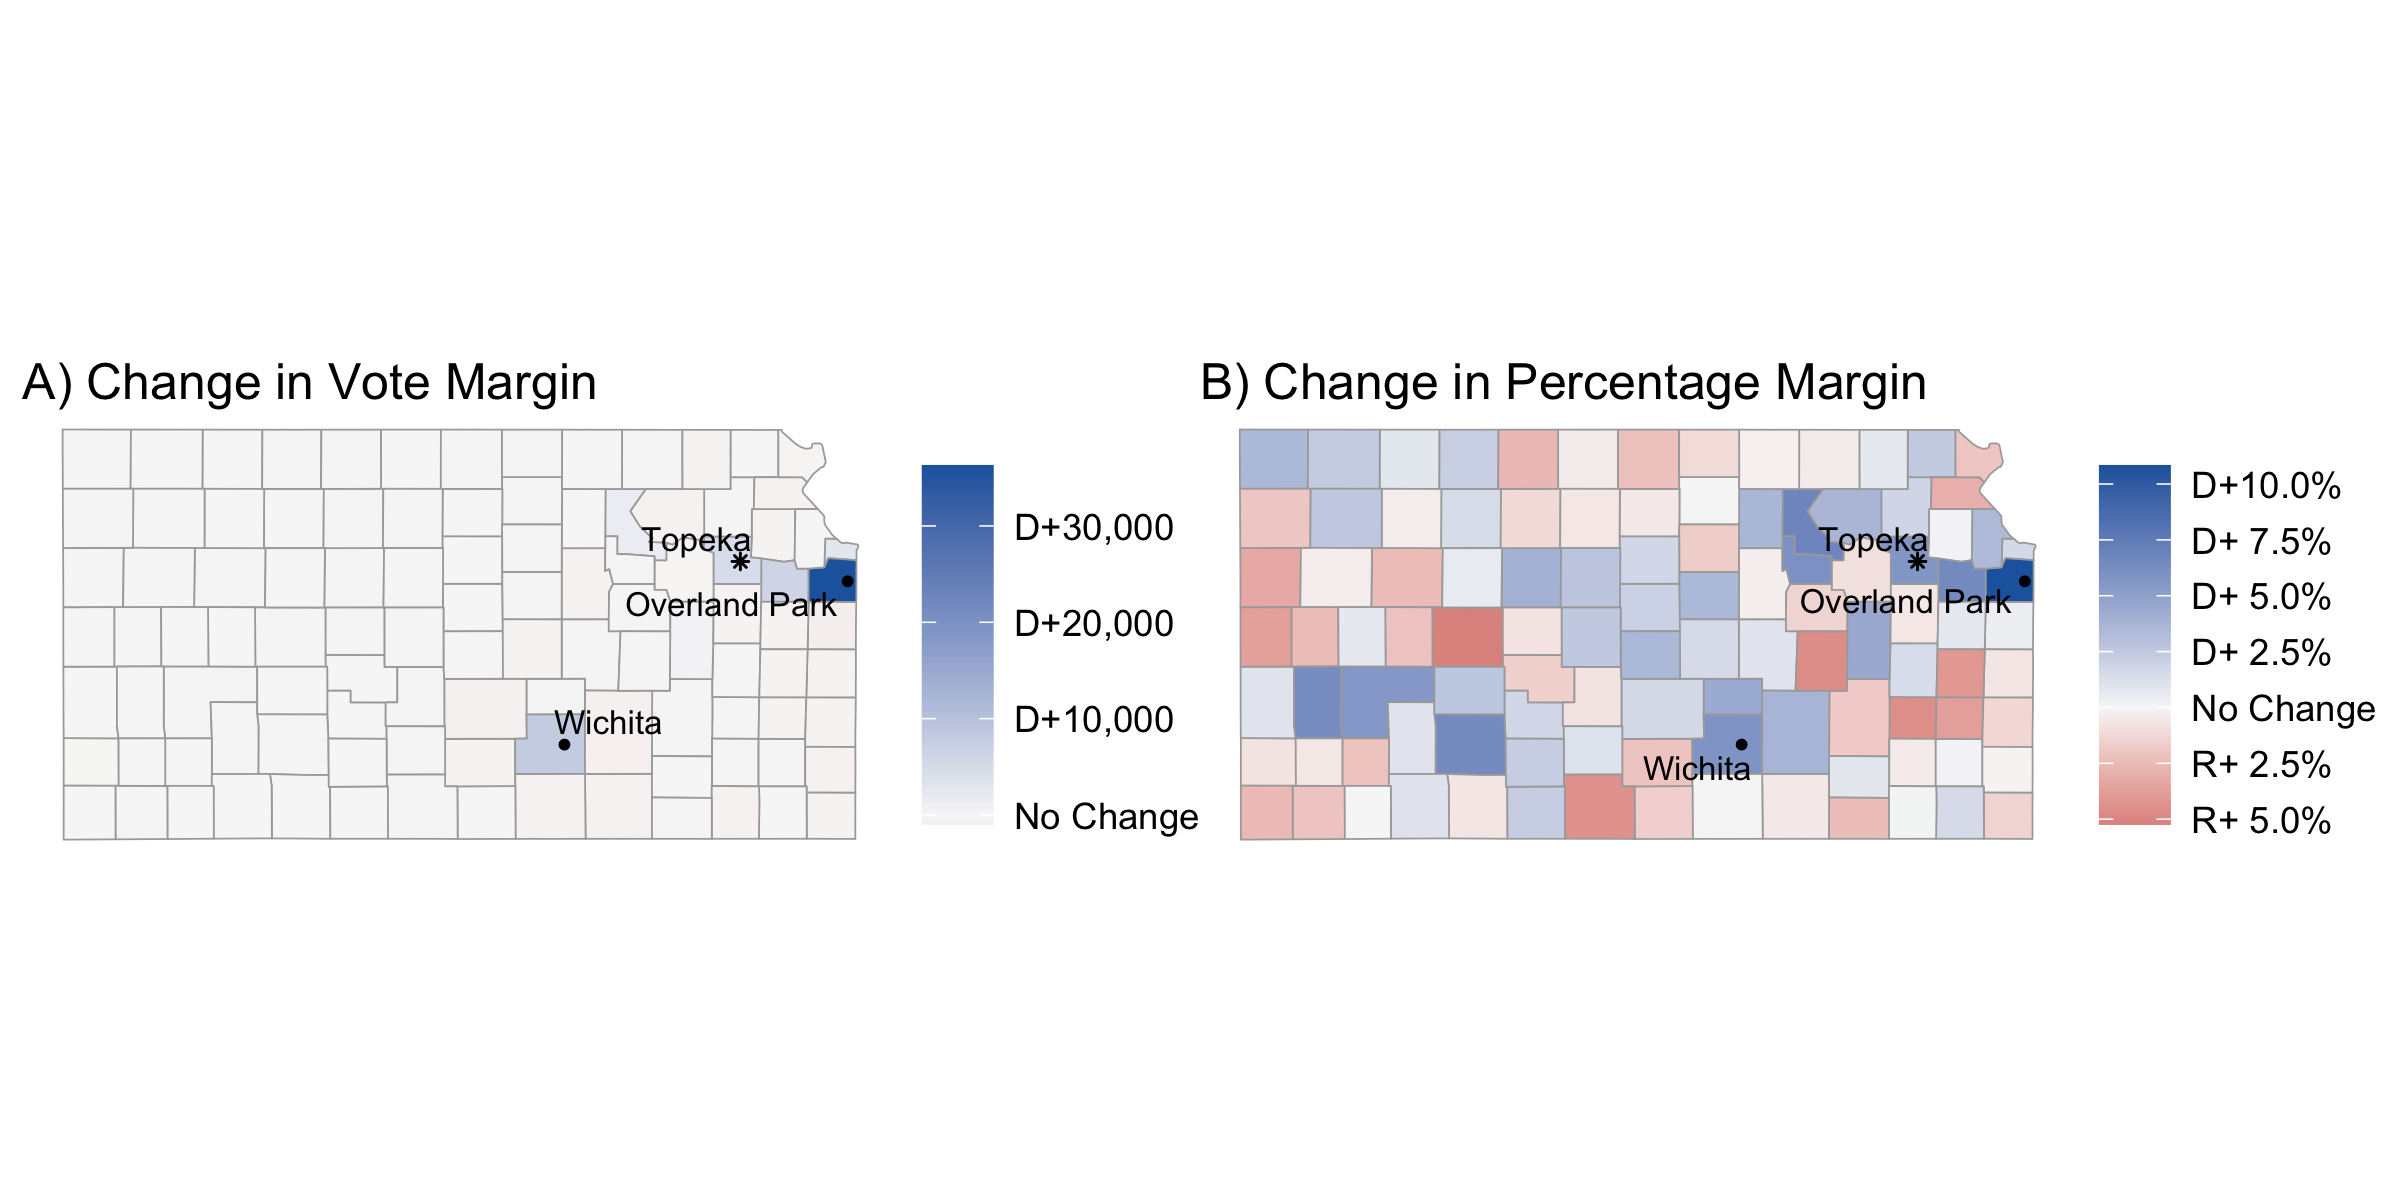 A) Change in Vote Margin
Topeka
Overland Park
Wichita
D+30,000
D+20,000
D+10,000
No Change
B) Change in Percentage Margin
Topeka
Overland Park
Wichita
D+10.0%
D+ 7.5%
D+ 5.0%
D+ 2.5%
No Change
R+ 2.5%
R+ 5.0%